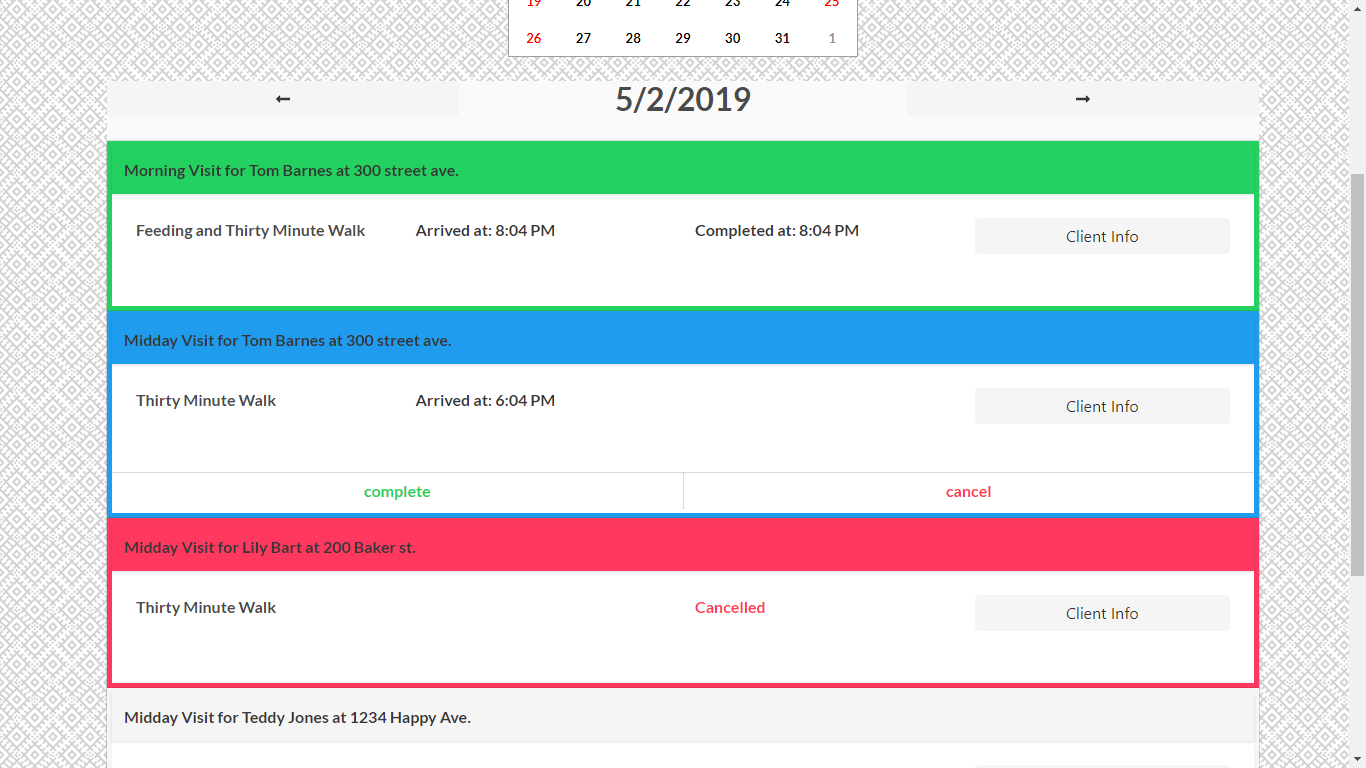 19 20 21 22 23 24 25
26 27 28 29 30 31 1
← 5/2/2019 →
Morning Visit for Tom Barnes at 300 street ave.
Feeding and Thirty Minute Walk Arrived at: 8:04 PM Completed at: 8:04 PM Client Info
Midday Visit for Tom Barnes at 300 street ave.
Thirty Minute Walk Arrived at: 6:04 PM Client Info
complete cancel
Midday Visit for Lily Bart at 200 Baker st.
Thirty Minute Walk Cancelled Client Info
Midday Visit for Teddy Jones at 1234 Happy Ave.